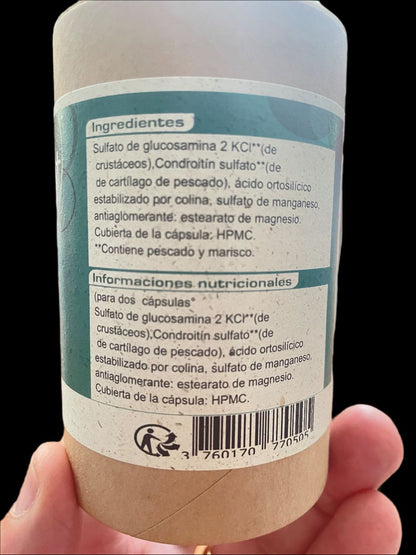 Ingredientes
Sulfato de glucosamina 2 KCl**(de
crustáceos),Condroitín sulfato**(de
de cartílago de pescado), ácido ortosilícico
estabilizado por colina, sulfato de manganeso,
antiaglomerante: estearato de magnesio.
Cubierta de la cápsula: HPMC.
**Contiene pescado y marisco.
Informaciones nutricionales
(para dos cápsulas*
Sulfato de glucosamina 2 KCl**(de
crustáceos),Condroitín sulfato**(de
de cartílago de pescado), ácido ortosilícico
estabilizado por colina, sulfato de manganeso,
antiaglomerante: estearato de magnesio.
Cubierta de la cápsula: HPMC.
3 760170 770505